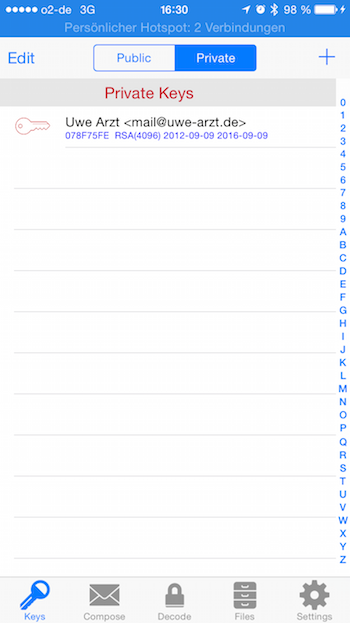 o2-de 3G 16:30 98 %
Persönlicher Hotspot: 2 Verbindungen
Edit Public Private +
Private Keys
Uwe Arzt <mail@uwe-arzt.de>
078F75FE RSA(4096) 2012-09-09 2016-09-09
0
1
2
3
4
5
6
7
8
9
A
B
C
D
E
F
G
H
I
J
K
L
M
N
O
P
Q
R
S
T
U
V
W
X
Y
Z
Keys Compose Decode Files Settings